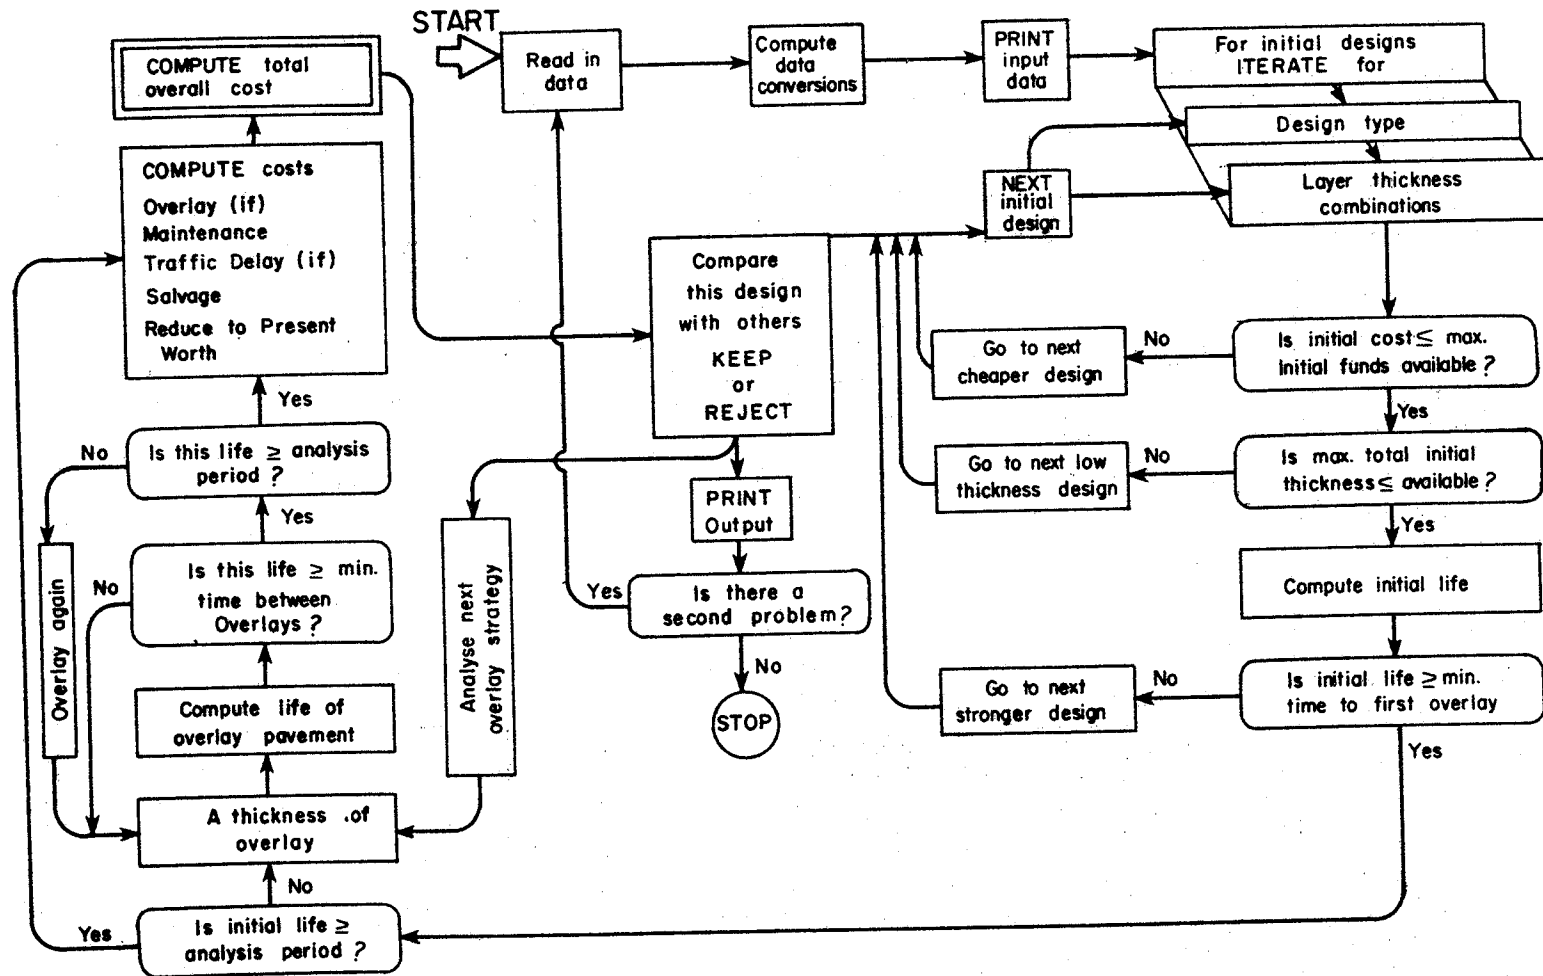 START
Read in
data
Compute
data
conversions
PRINT
input
data
For initial designs
ITERATE for
Design type
Layer thickness
combinations
NEXT
initial
design
Is initial cost ≤ max.
Initial funds available ?
No
Go to next
cheaper design
Yes
Is max. total initial
thickness ≤ available ?
No
Go to next low
thickness design
Yes
Compute initial life
Is initial life ≥ min.
time to first overlay
No
Go to next
stronger design
Yes
Is initial life ≥
analysis period ?
Yes
No
A thickness .of
overlay
Compute life of
overlay pavement
Is this life ≥ min.
time between
Overlays ?
No
Yes
Is this life ≥ analysis
period ?
No
Overlay again
Yes
COMPUTE costs
Overlay (if)
Maintenance
Traffic Delay (if)
Salvage
Reduce to Present
Worth
COMPUTE total
overall cost
Compare
this design
with others
KEEP
or
REJECT
Analyse next
overlay strategy
PRINT
Output
Is there a
second problem ?
Yes
No
STOP